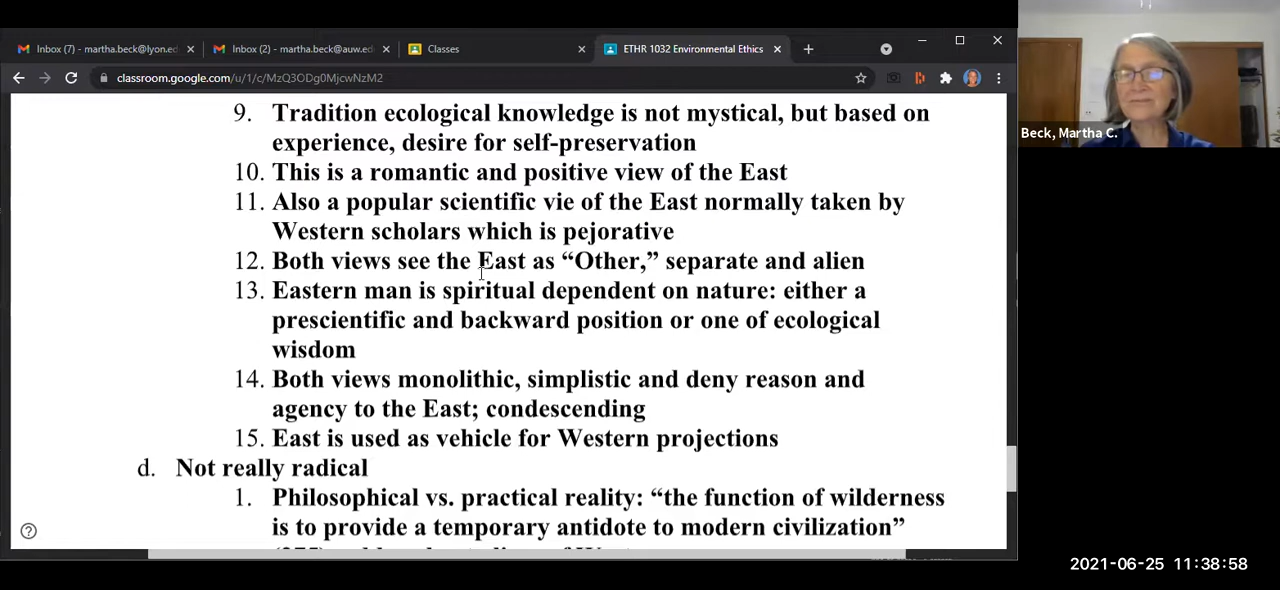 Inbox (7) - martha.beck@lyon.ed
Inbox (2) - martha.beck@auw.ed
Classes
ETHR 1032 Environmental Ethics
classroom.google.com/u/1/c/MzQ3ODg0MjcwNzM2
9. Tradition ecological knowledge is not mystical, but based on
experience, desire for self-preservation
10. This is a romantic and positive view of the East
11. Also a popular scientific vie of the East normally taken by
Western scholars which is pejorative
12. Both views see the East as “Other,” separate and alien
13. Eastern man is spiritual dependent on nature: either a
prescientific and backward position or one of ecological
wisdom
14. Both views monolithic, simplistic and deny reason and
agency to the East; condescending
15. East is used as vehicle for Western projections
d. Not really radical
1. Philosophical vs. practical reality: “the function of wilderness
is to provide a temporary antidote to modern civilization”
Beck, Martha C.
2021-06-25 11:38:58